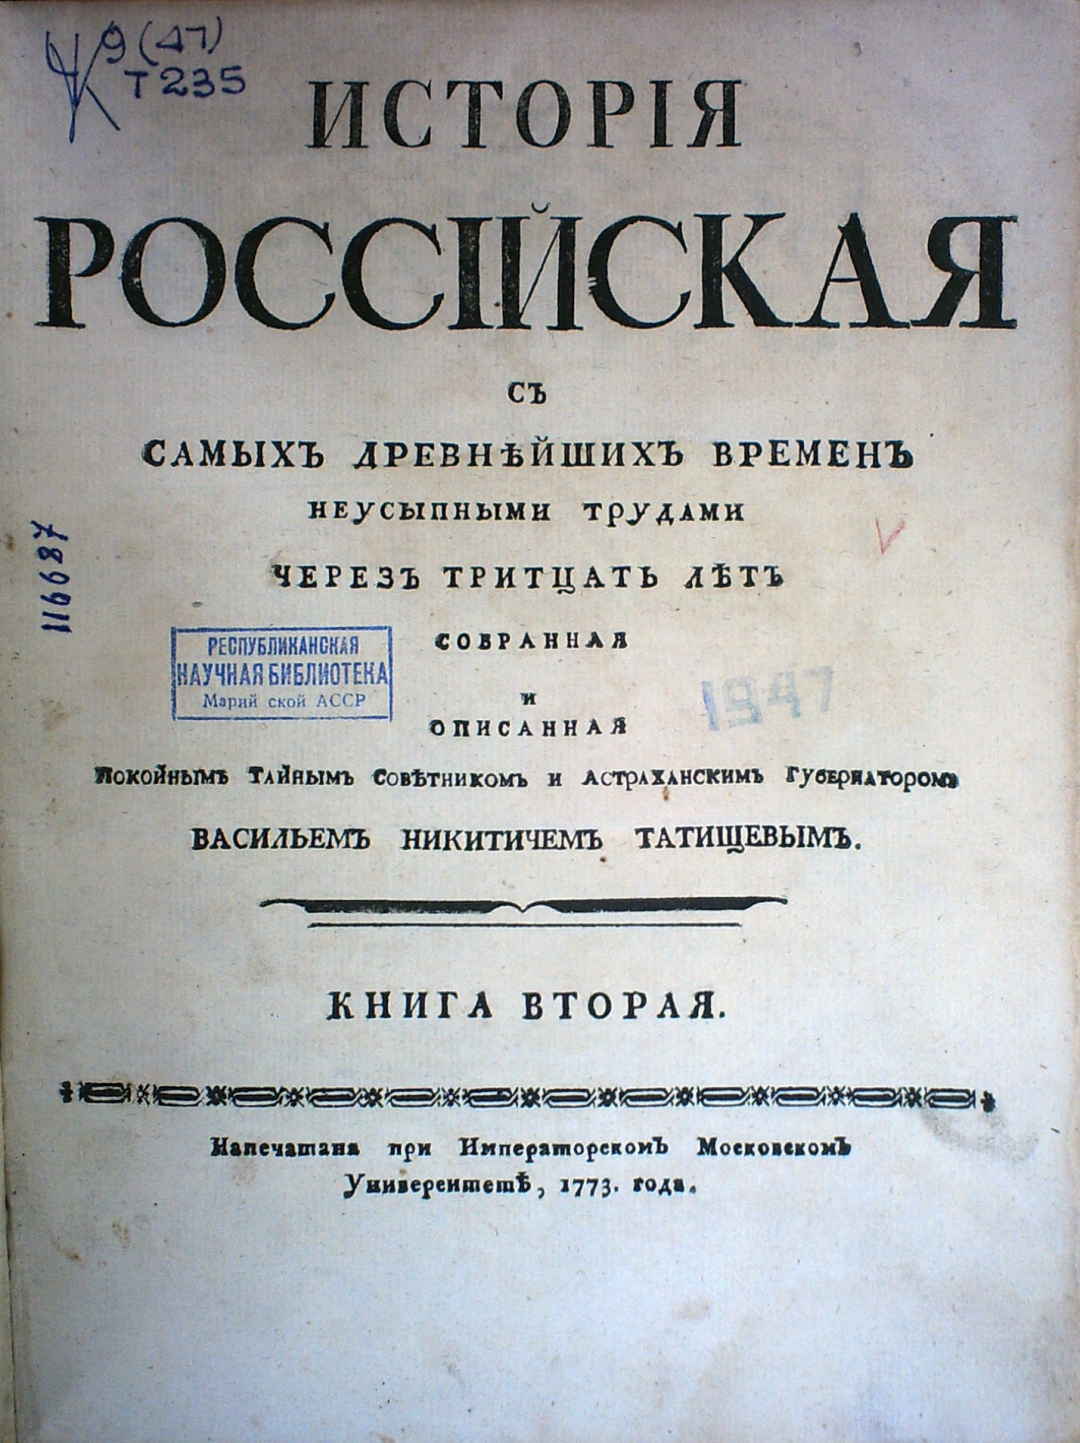 9(47)
Т235
ИСТОРІЯ
РОССІЙСКАЯ
СЪ
САМЫХЪ ДРЕВНѢЙШИХЪ ВРЕМЕНЪ
НЕУСЫПНЫМИ ТРУДАМИ
ЧЕРЕЗЪ ТРИТЦАТЬ ЛѢТЪ
116687
СОБРАННАЯ
РЕСПУБЛИКАНСКАЯ
НАУЧНАЯ БИБЛИОТЕКА
Марий ской АССР
И
1947
ОПИСАННАЯ
ПОКОЙНЫМЪ ТАЙНЫМЪ СОВѢТНИКОМЪ И АСТРАХАНСКИМЪ ГУБЕРНАТОРОМЪ
ВАСИЛЬЕМЪ НИКИТИЧЕМЪ ТАТИЩЕВЫМЪ.
КНИГА ВТОРАЯ.
Напечатана при Императорскомъ Московскомъ
Университетѣ, 1773. года.